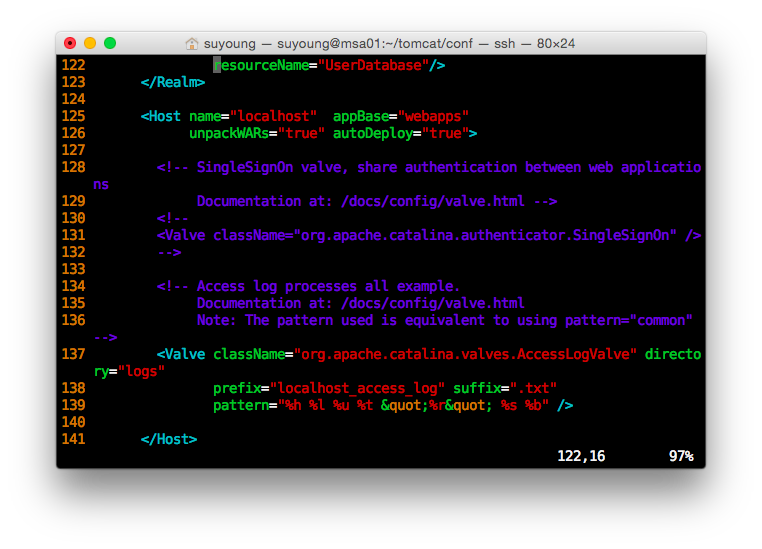 suyoung — suyoung@msa01:~/tomcat/conf — ssh — 80×24
122                resourceName="UserDatabase"/>
123       </Realm>
124
125       <Host name="localhost"  appBase="webapps"
126             unpackWARs="true" autoDeploy="true">
127
128         <!-- SingleSignOn valve, share authentication between web applicatio
ns
129              Documentation at: /docs/config/valve.html -->
130         <!--
131         <Valve className="org.apache.catalina.authenticator.SingleSignOn" />
132         -->
133
134         <!-- Access log processes all example.
135              Documentation at: /docs/config/valve.html
136              Note: The pattern used is equivalent to using pattern="common"
-->
137         <Valve className="org.apache.catalina.valves.AccessLogValve" directo
ry="logs"
138                prefix="localhost_access_log" suffix=".txt"
139                pattern="%h %l %u %t &quot;%r&quot; %s %b" />
140
141       </Host>
122,16        97%